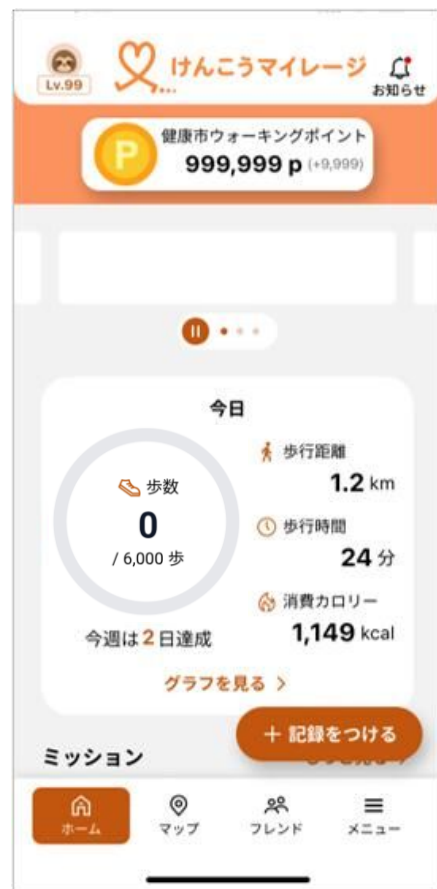 Lv.99
けんこうマイレージ
お知らせ
健康市ウォーキングポイント
P
999,999 p (+9,999)
今日
歩数
0
/ 6,000 歩
今週は2日達成
歩行距離
1.2 km
歩行時間
24 分
消費カロリー
1,149 kcal
グラフを見る >
+ 記録をつける
ミッション
ホーム
マップ
フレンド
メニュー